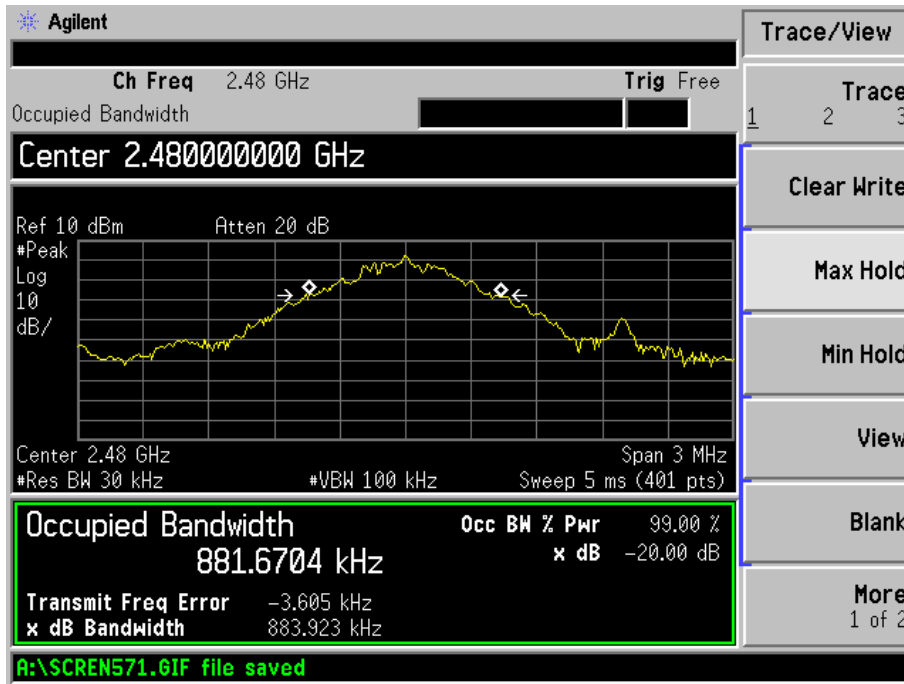 Agilent
Trace/View
Ch Freq 2.48 GHz Trig Free
Occupied Bandwidth
Center 2.480000000 GHz
Ref 10 dBm Atten 20 dB
#Peak
Log
10
dB/
Center 2.48 GHz Span 3 MHz
#Res BW 30 kHz #VBW 100 kHz Sweep 5 ms (401 pts)
Occupied Bandwidth
881.6704 kHz
Occ BW % Pwr 99.00 %
x dB -20.00 dB
Transmit Freq Error -3.605 kHz
x dB Bandwidth 883.923 kHz
A:\SCREN571.GIF file saved
Trace
1 2 3
Clear Write
Max Hold
Min Hold
View
Blank
More
1 of 2